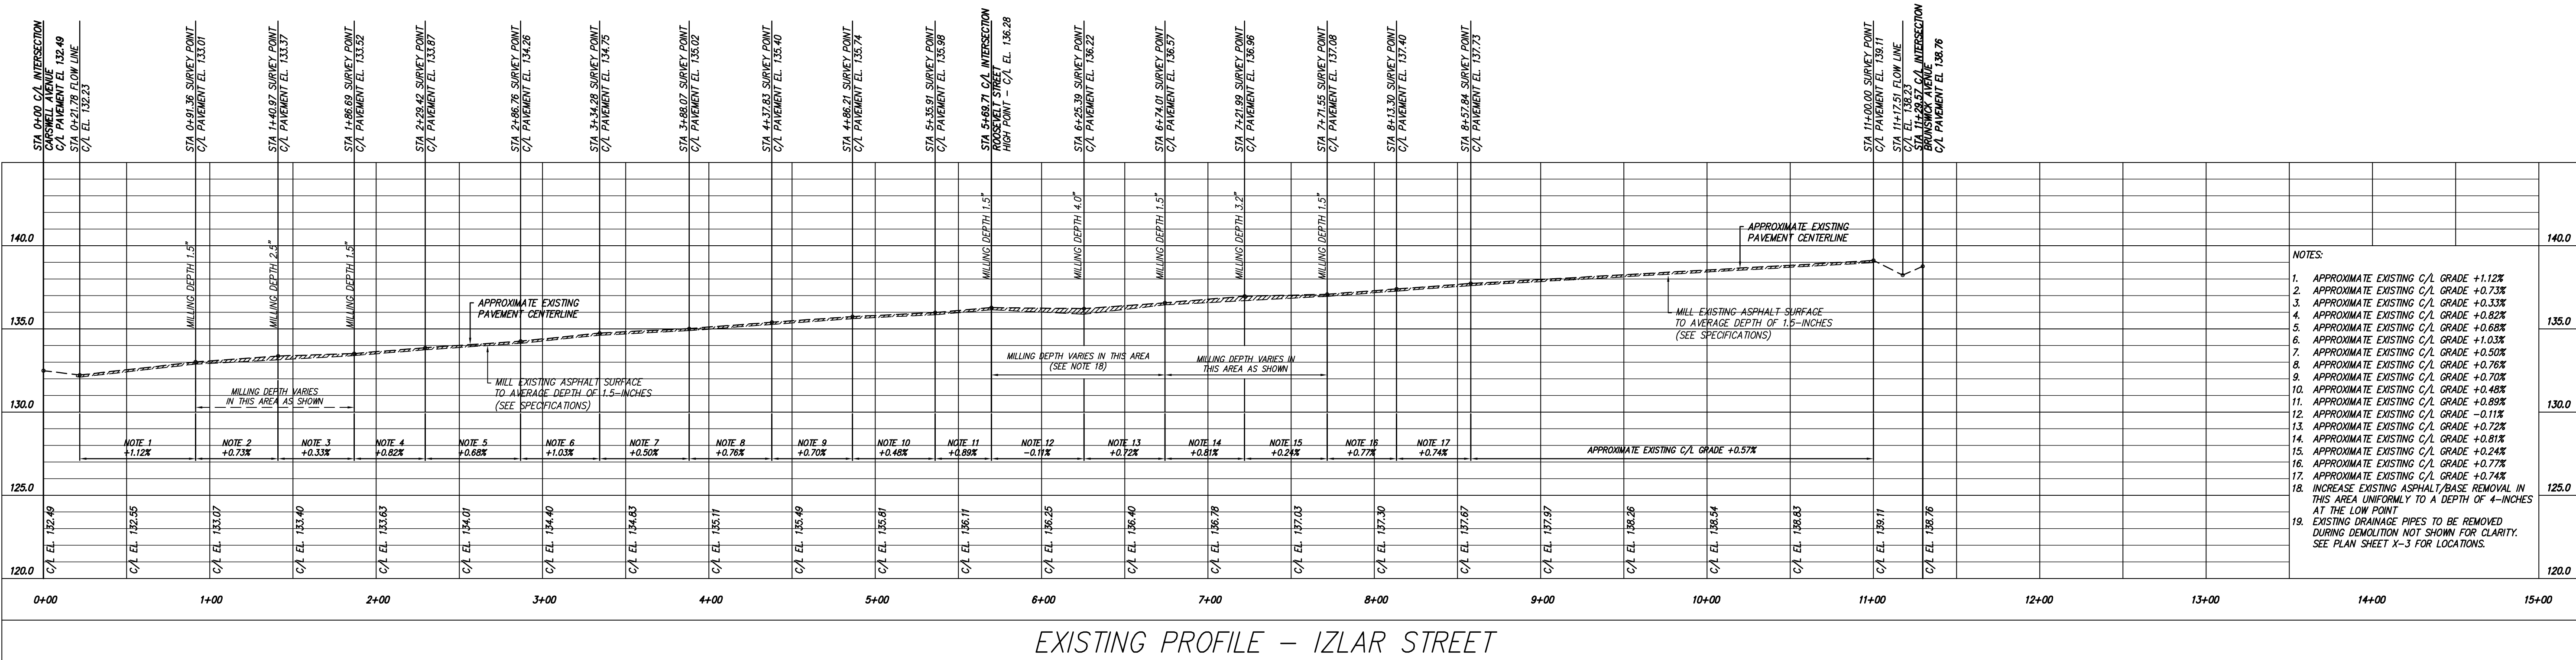 STA 0+00 C/L INTERSECTION
CARSWELL AVENUE
C/L PAVEMENT EL 132.49
STA 0+21.78 FLOW LINE
C/L EL. 132.23
STA 0+91.36 SURVEY POINT
C/L PAVEMENT EL. 133.01
STA 1+40.97 SURVEY POINT
C/L PAVEMENT EL. 133.37
STA 1+86.69 SURVEY POINT
C/L PAVEMENT EL. 133.52
STA 2+29.42 SURVEY POINT
C/L PAVEMENT EL. 133.87
STA 2+86.76 SURVEY POINT
C/L PAVEMENT EL. 134.26
STA 3+34.28 SURVEY POINT
C/L PAVEMENT EL. 134.75
STA 3+88.07 SURVEY POINT
C/L PAVEMENT EL. 135.02
STA 4+37.83 SURVEY POINT
C/L PAVEMENT EL. 135.40
STA 4+86.21 SURVEY POINT
C/L PAVEMENT EL. 135.74
STA 5+35.91 SURVEY POINT
C/L PAVEMENT EL. 135.98
STA 5+69.71 C/L INTERSECTION
ROOSEVELT STREET
HIGH POINT - C/L EL. 136.28
STA 6+25.39 SURVEY POINT
C/L PAVEMENT EL. 136.22
STA 6+74.01 SURVEY POINT
C/L PAVEMENT EL. 136.57
STA 7+21.99 SURVEY POINT
C/L PAVEMENT EL. 136.96
STA 7+71.55 SURVEY POINT
C/L PAVEMENT EL. 137.08
STA 8+13.30 SURVEY POINT
C/L PAVEMENT EL. 137.40
STA 8+57.84 SURVEY POINT
C/L PAVEMENT EL. 137.73
STA 11+00.00 SURVEY POINT
C/L PAVEMENT EL. 139.11
STA 11+17.51 FLOW LINE
C/L EL. 138.23
STA 11+29.57 C/L INTERSECTION
BRUNSWICK AVENUE
C/L PAVEMENT EL 138.76
140.0
135.0
130.0
125.0
120.0
MILLING DEPTH 1.5"
MILLING DEPTH 2.5"
MILLING DEPTH 1.5"
MILLING DEPTH 1.5"
MILLING DEPTH 4.0"
MILLING DEPTH 1.5"
MILLING DEPTH 3.2"
MILLING DEPTH 1.5"
APPROXIMATE EXISTING
PAVEMENT CENTERLINE
APPROXIMATE EXISTING
PAVEMENT CENTERLINE
MILL EXISTING ASPHALT SURFACE
TO AVERAGE DEPTH OF 1.5-INCHES
(SEE SPECIFICATIONS)
MILLING DEPTH VARIES IN THIS AREA
(SEE NOTE 18)
MILLING DEPTH VARIES IN
THIS AREA AS SHOWN
MILLING DEPTH VARIES
IN THIS AREA AS SHOWN
MILL EXISTING ASPHALT SURFACE
TO AVERAGE DEPTH OF 1.5-INCHES
(SEE SPECIFICATIONS)
NOTE 1
+1.12%
NOTE 2
+0.73%
NOTE 3
+0.33%
NOTE 4
+0.82%
NOTE 5
+0.68%
NOTE 6
+1.03%
NOTE 7
+0.50%
NOTE 8
+0.76%
NOTE 9
+0.70%
NOTE 10
+0.48%
NOTE 11
+0.89%
NOTE 12
-0.11%
NOTE 13
+0.72%
NOTE 14
+0.81%
NOTE 15
+0.24%
NOTE 16
+0.77%
NOTE 17
+0.74%
APPROXIMATE EXISTING C/L GRADE +0.57%
C/L EL. 132.49
C/L EL. 132.55
C/L EL. 133.07
C/L EL. 133.40
C/L EL. 133.63
C/L EL. 134.01
C/L EL. 134.40
C/L EL. 134.83
C/L EL. 135.11
C/L EL. 135.49
C/L EL. 135.81
C/L EL. 136.11
C/L EL. 136.25
C/L EL. 136.40
C/L EL. 136.78
C/L EL. 137.03
C/L EL. 137.30
C/L EL. 137.67
C/L EL. 137.97
C/L EL. 138.26
C/L EL. 138.54
C/L EL. 138.83
C/L EL. 139.11
C/L EL. 138.76
NOTES:
1. APPROXIMATE EXISTING C/L GRADE +1.12%
2. APPROXIMATE EXISTING C/L GRADE +0.73%
3. APPROXIMATE EXISTING C/L GRADE +0.33%
4. APPROXIMATE EXISTING C/L GRADE +0.82%
5. APPROXIMATE EXISTING C/L GRADE +0.68%
6. APPROXIMATE EXISTING C/L GRADE +1.03%
7. APPROXIMATE EXISTING C/L GRADE +0.50%
8. APPROXIMATE EXISTING C/L GRADE +0.76%
9. APPROXIMATE EXISTING C/L GRADE +0.70%
10. APPROXIMATE EXISTING C/L GRADE +0.48%
11. APPROXIMATE EXISTING C/L GRADE +0.89%
12. APPROXIMATE EXISTING C/L GRADE -0.11%
13. APPROXIMATE EXISTING C/L GRADE +0.72%
14. APPROXIMATE EXISTING C/L GRADE +0.81%
15. APPROXIMATE EXISTING C/L GRADE +0.24%
16. APPROXIMATE EXISTING C/L GRADE +0.77%
17. APPROXIMATE EXISTING C/L GRADE +0.74%
18. INCREASE EXISTING ASPHALT/BASE REMOVAL IN
THIS AREA UNIFORMLY TO A DEPTH OF 4-INCHES
AT THE LOW POINT
19. EXISTING DRAINAGE PIPES TO BE REMOVED
DURING DEMOLITION NOT SHOWN FOR CLARITY.
SEE PLAN SHEET X-3 FOR LOCATIONS.
140.0
135.0
130.0
125.0
120.0
0+00
1+00
2+00
3+00
4+00
5+00
6+00
7+00
8+00
9+00
10+00
11+00
12+00
13+00
14+00
15+00
EXISTING PROFILE - IZLAR STREET